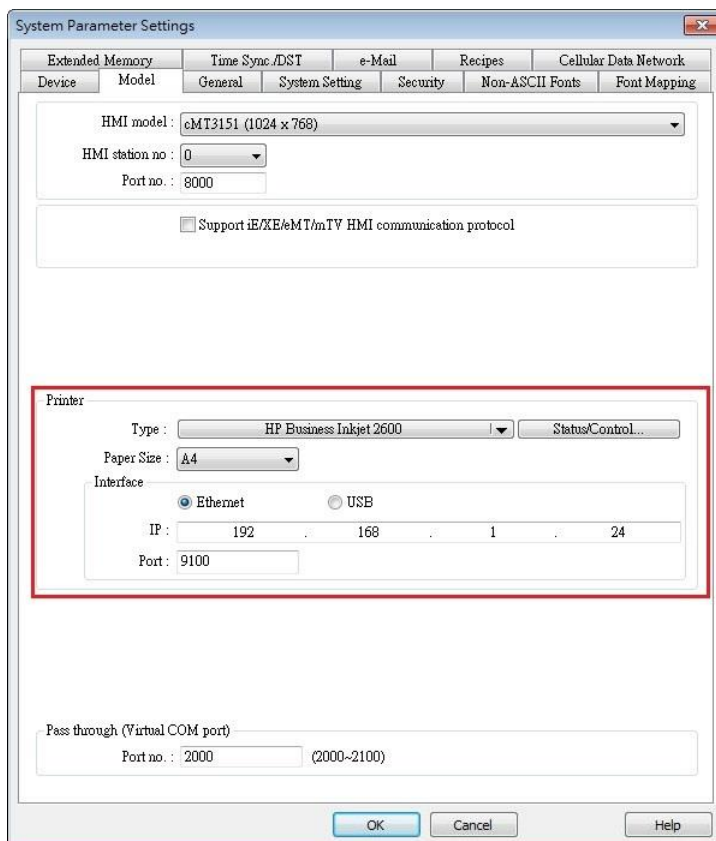 System Parameter Settings
Extended Memory Time Sync./DST e-Mail Recipes Cellular Data Network
Device Model General System Setting Security Non-ASCII Fonts Font Mapping
HMI model : cMT3151 (1024 x 768)
HMI station no : 0
Port no. : 8000
Support iE/XE/eMT/mTV HMI communication protocol
Printer
Type : HP Business Inkjet 2600 Status/Control...
Paper Size : A4
Interface
Ethernet USB
IP : 192 . 168 . 1 . 24
Port : 9100
Pass through (Virtual COM port)
Port no. : 2000 (2000~2100)
OK Cancel Help